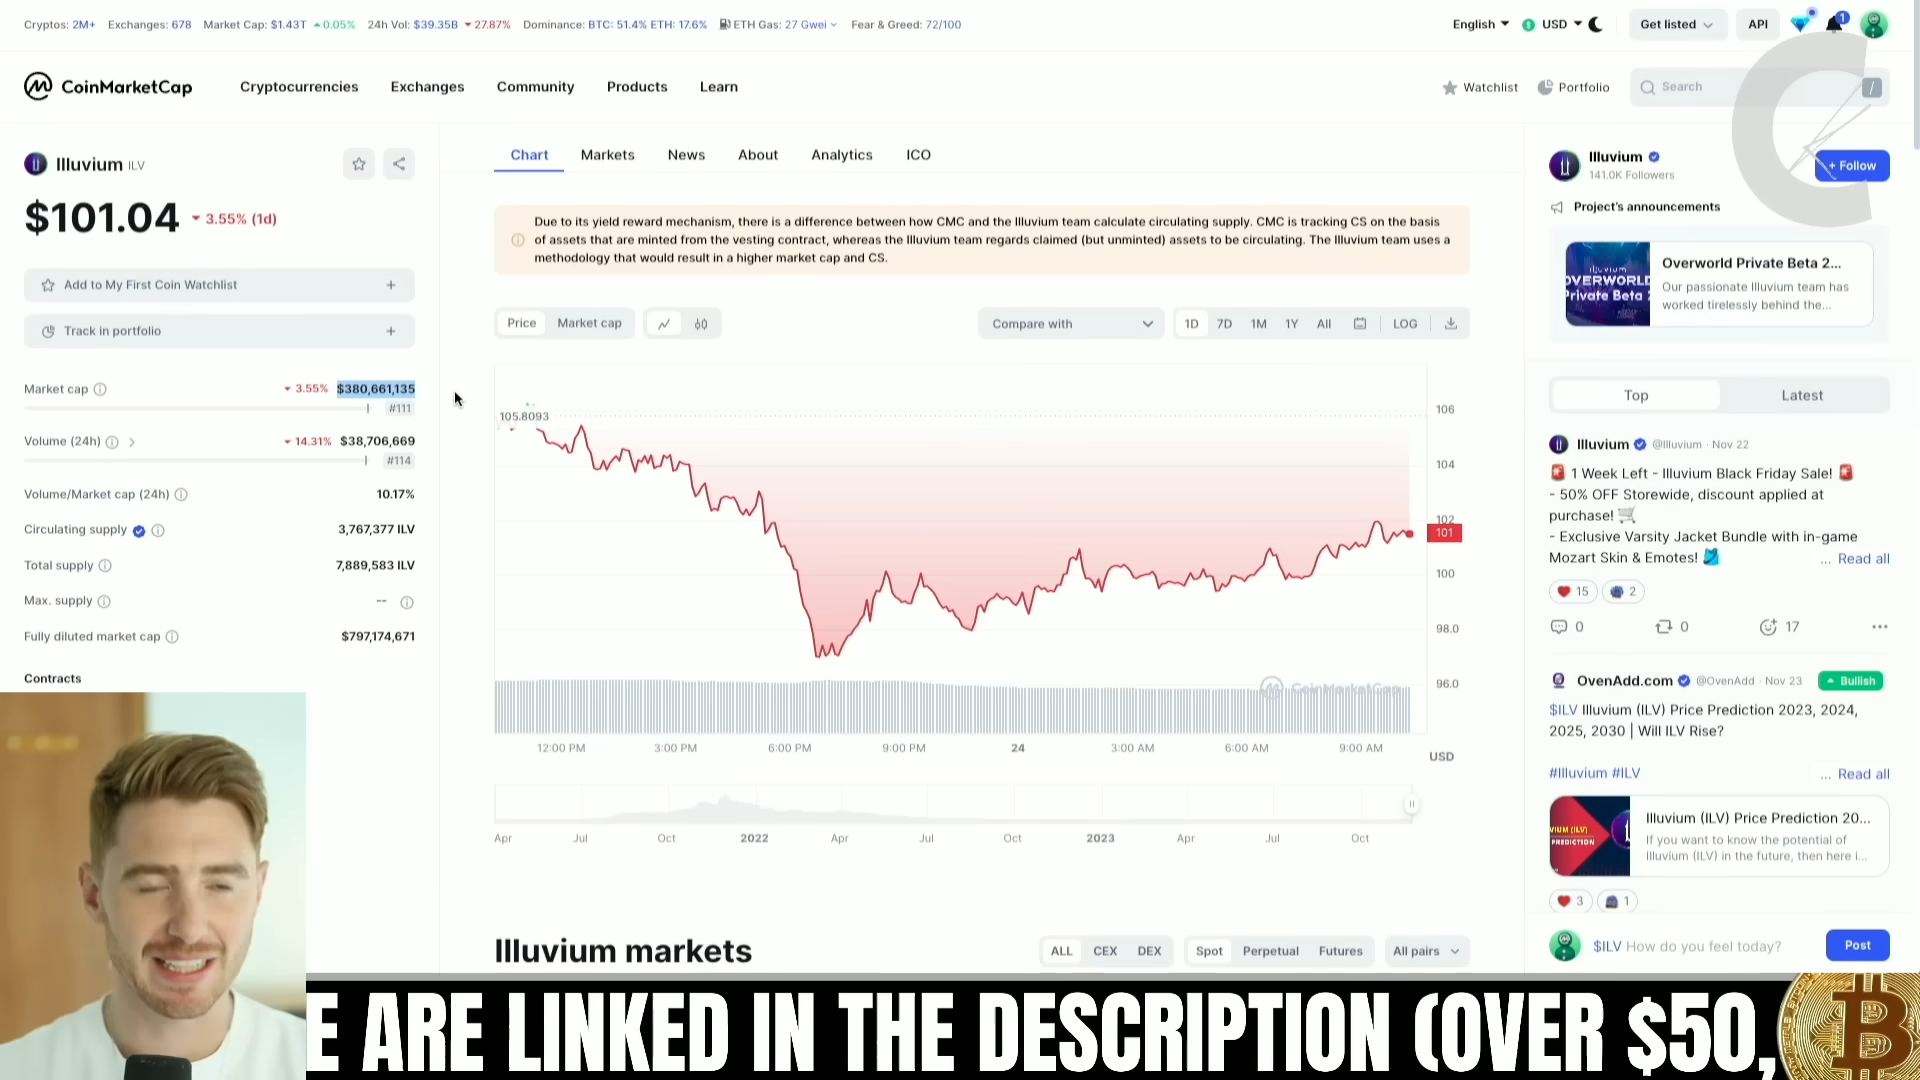 Cryptos: 2M+ Exchanges: 678 Market Cap: $1.43T 0.05% 24h Vol: $39.35B 27.87% Dominance: BTC: 51.4% ETH: 17.6% ETH Gas: 27 Gwei Fear & Greed: 72/100
English USD Get listed API 1
CoinMarketCap Cryptocurrencies Exchanges Community Products Learn
Watchlist Portfolio Search /
Illuvium ILV
$101.04 3.55% (1d)
Add to My First Coin Watchlist +
Track in portfolio +
Market cap 3.55% $380,661,135
#111
Volume (24h) 14.31% $38,706,669
#114
Volume/Market cap (24h) 10.17%
Circulating supply 3,767,377 ILV
Total supply 7,889,583 ILV
Max. supply --
Fully diluted market cap $797,174,671
Contracts
Chart Markets News About Analytics ICO
Due to its yield reward mechanism, there is a difference between how CMC and the Illuvium team calculate circulating supply. CMC is tracking CS on the basis
of assets that are minted from the vesting contract, whereas the Illuvium team regards claimed (but unminted) assets to be circulating. The Illuvium team uses a
methodology that would result in a higher market cap and CS.
Price Market cap
Compare with 1D 7D 1M 1Y All LOG
105.8093
106
104
102
101
100
98.0
96.0
CoinMarketCap
12:00 PM 3:00 PM 6:00 PM 9:00 PM 24 3:00 AM 6:00 AM 9:00 AM
USD
Apr Jul Oct 2022 Apr Jul Oct 2023 Apr Jul Oct
Illuvium markets
ALL CEX DEX Spot Perpetual Futures All pairs
Illuvium
141.0K Followers
+ Follow
Project's announcements
ILLUVIUM
OVERWORLD
Private Beta
Overworld Private Beta 2...
Our passionate Illuvium team has
worked tirelessly behind the...
Top Latest
Illuvium @Illuvium · Nov 22
🚨 1 Week Left - Illuvium Black Friday Sale! 🚨
- 50% OFF Storewide, discount applied at
purchase! 🛒
- Exclusive Varsity Jacket Bundle with in-game
Mozart Skin & Emotes! ... Read all
15 2
0 0 17 ...
OvenAdd.com @OvenAdd · Nov 23 Bullish
$ILV Illuvium (ILV) Price Prediction 2023, 2024,
2025, 2030 | Will ILV Rise?
#Illuvium #ILV ... Read all
VIUM (ILV)
PREDICTION
Illuvium (ILV) Price Prediction 20...
If you want to know the potential of
Illuvium (ILV) in the future, then here i...
3 1
$ILV How do you feel today? Post
E ARE LINKED IN THE DESCRIPTION (OVER $50,